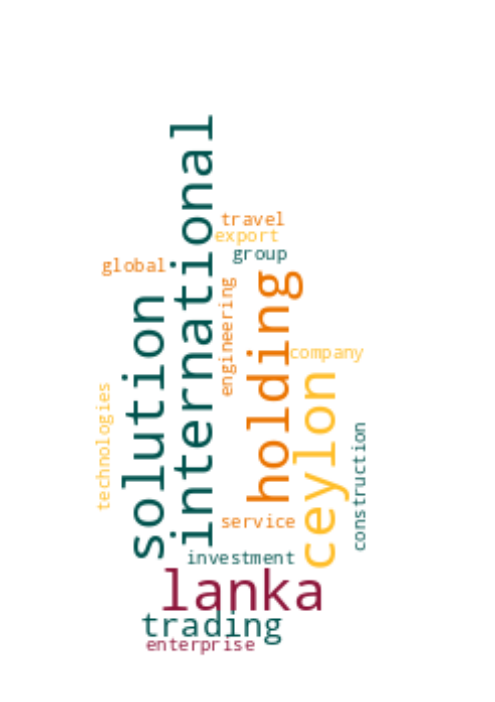 international
travel
export
group
global
holding
engineering
solution
company
ceylon
technologies
construction
service
investment
lanka
trading
enterprise